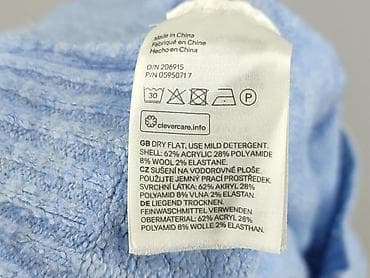 Made in China
Fabriqué en Chine
Hecho en China
O/N 206915
P/N 05950717
30 P
clevercare.info
GB DRY FLAT, USE MILD DETERGENT.
SHELL: 62% ACRYLIC 28% POLYAMIDE
8% WOOL 2% ELASTANE.
CZ SUŠENÍ NA VODOROVNÉ PLOŠE.
POUŽIJTE JEMNÝ PRACÍ PROSTŘEDEK.
SVRCHNÍ LÁTKA: 62% AKRYL 28%
POLYAMID 8% VLNA 2% ELASTAN.
DE LIEGEND TROCKNEN.
FEINWASCHMITTEL VERWENDEN.
OBERMATERIAL: 62% ACRYL 28%
POLYAMID 8% WOLLE 2% ELASTHAN.